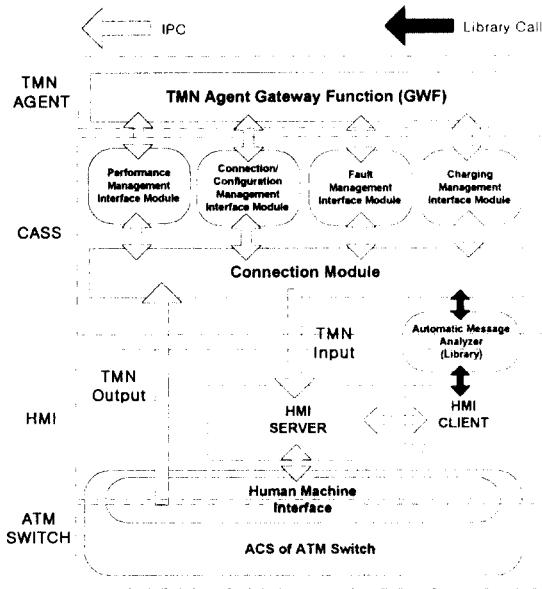 IPC
Library Call
TMN
AGENT
TMN Agent Gateway Function (GWF)
Performance
Management
Interface Module
Connection/
Configuration
Management
Interface Module
Fault
Management
Interface Module
Charging
Management
Interface Module
CASS
Connection Module
Automatic Message
Analyzer
(Library)
TMN
Input
TMN
Output
HMI
HMI
SERVER
HMI
CLIENT
Human Machine
Interface
ATM
SWITCH
ACS of ATM Switch